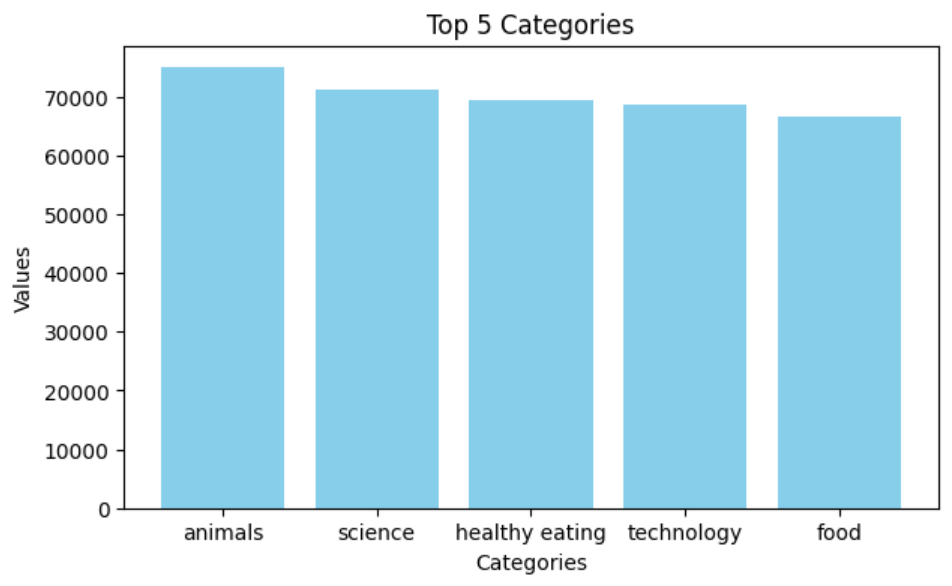 Top 5 Categories
Values
70000
60000
50000
40000
30000
20000
10000
0
animals science healthy eating technology food
Categories